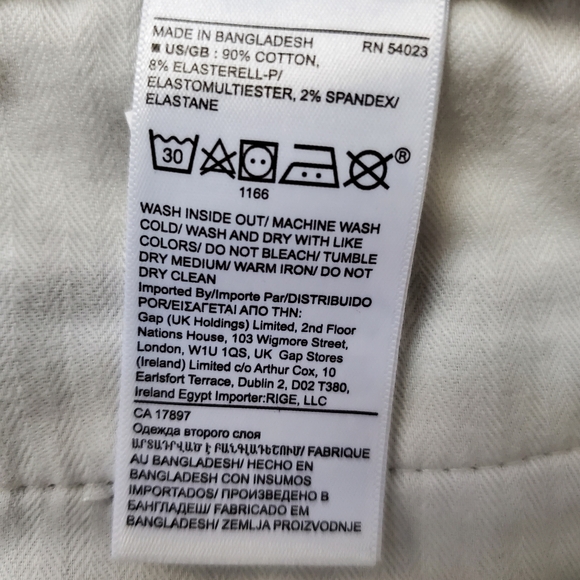 MADE IN BANGLADESH RN 54023
US/GB : 90% COTTON,
8% ELASTERELL-P/
ELASTOMULTIESTER, 2% SPANDEX/
ELASTANE
30 ®
1166
WASH INSIDE OUT/ MACHINE WASH
COLD/ WASH AND DRY WITH LIKE
COLORS/ DO NOT BLEACH/ TUMBLE
DRY MEDIUM/ WARM IRON/ DO NOT
DRY CLEAN
Imported By/Importe Par/DISTRIBUIDO
POR/ΕΙΣΑΓΕΤΑΙ ΑΠΟ ΤΗΝ:
Gap (UK Holdings) Limited, 2nd Floor
Nations House, 103 Wigmore Street,
London, W1U 1QS, UK Gap Stores
(Ireland) Limited c/o Arthur Cox, 10
Earlsfort Terrace, Dublin 2, D02 T380,
Ireland Egypt Importer:RIGE, LLC
CA 17897
Одежда второго слоя
ԱՐՏԱԴՐՎԱԾ Է ԲԱՆԳԼԱԴԵՇՈՒՄ/ FABRIQUE
AU BANGLADESH/ HECHO EN
BANGLADESH CON INSUMOS
IMPORTADOS/ ПРОИЗВЕДЕНО В
БАНГЛАДЕШ/ FABRICADO EM
BANGLADESH/ ZEMLJA PROIZVODNJE